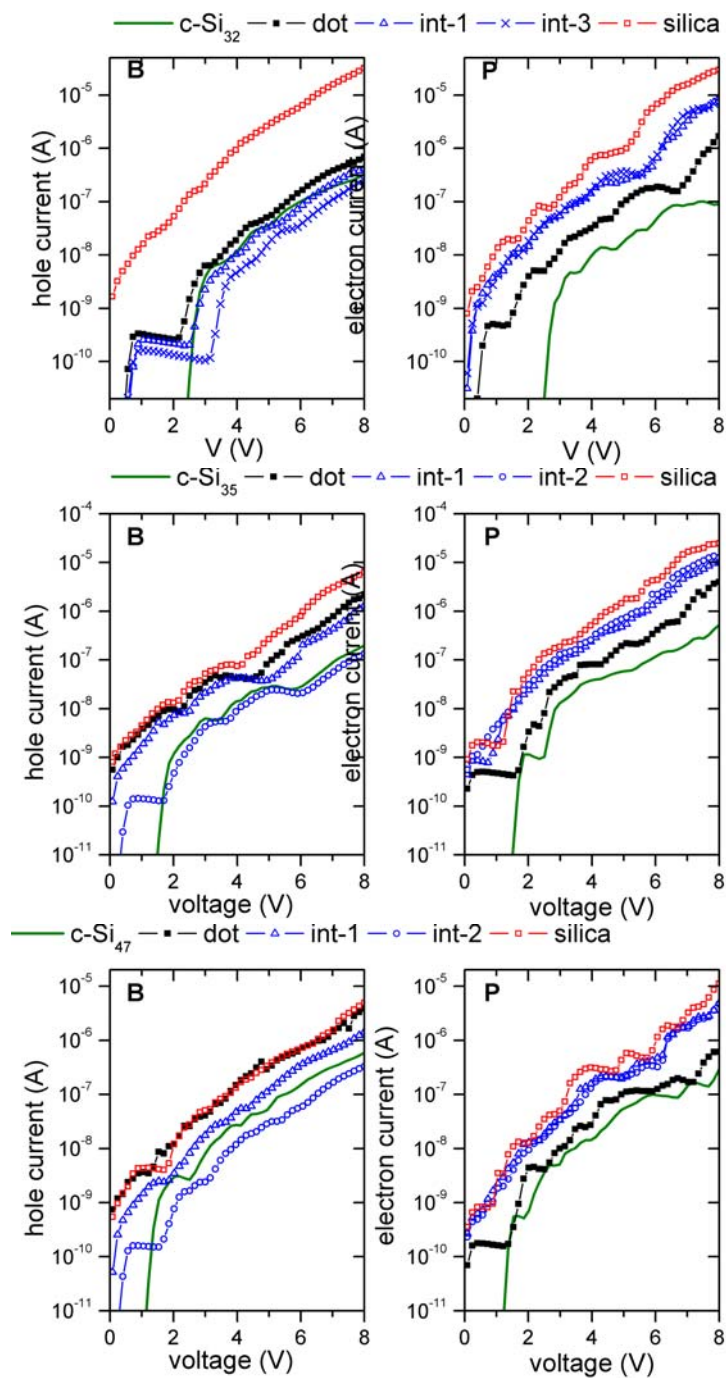 c-Si32 dot int-1 int-3 silica
B
P
10-5
10-6
10-7
10-8
10-9
10-10
hole current (A)
0 2 4 6 8
V (V)
10-5
10-6
10-7
10-8
10-9
10-10
electron current (A)
0 2 4 6 8
V (V)
c-Si35 dot int-1 int-2 silica
B
P
10-4
10-5
10-6
10-7
10-8
10-9
10-10
10-11
hole current (A)
0 2 4 6 8
voltage (V)
10-4
10-5
10-6
10-7
10-8
10-9
10-10
10-11
electron current (A)
0 2 4 6 8
voltage (V)
c-Si47 dot int-1 int-2 silica
B
P
10-5
10-6
10-7
10-8
10-9
10-10
10-11
hole current (A)
0 2 4 6 8
voltage (V)
10-5
10-6
10-7
10-8
10-9
10-10
10-11
electron current (A)
0 2 4 6 8
voltage (V)